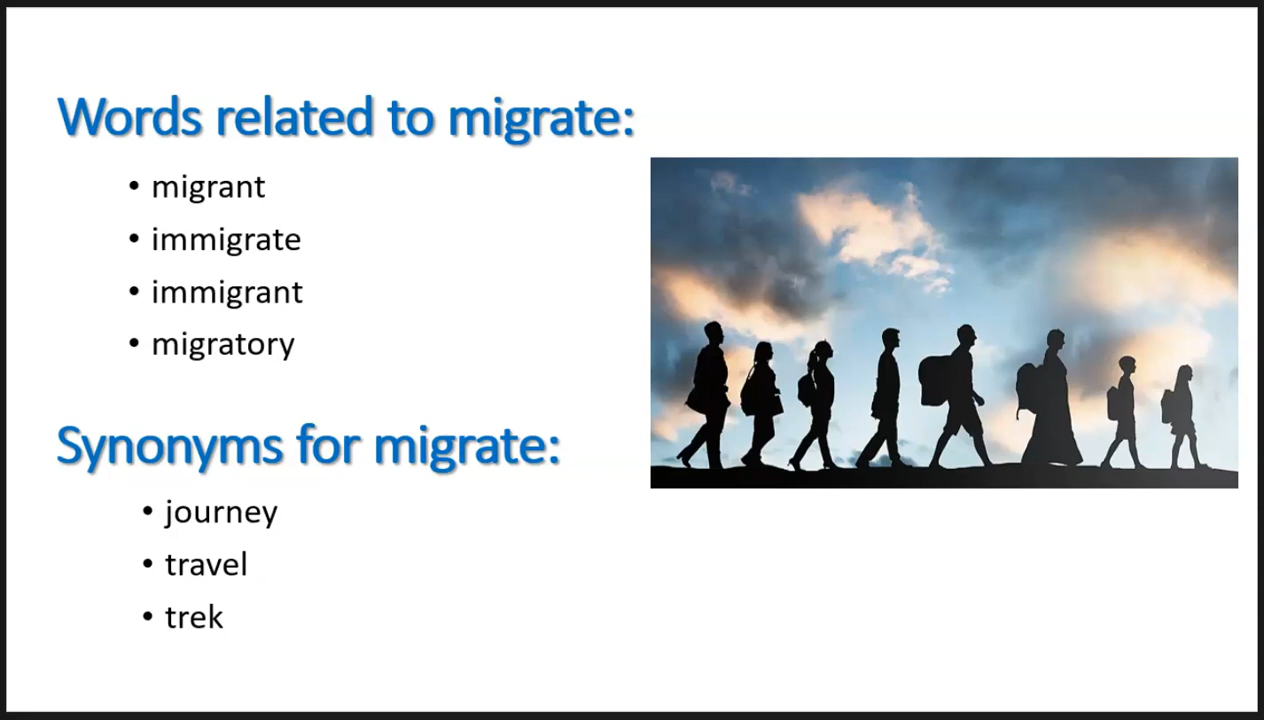 Words related to migrate:
• migrant
• immigrate
• immigrant
• migratory
Synonyms for migrate:
• journey
• travel
• trek